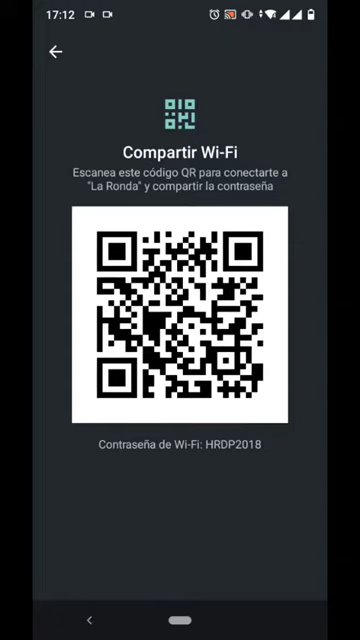 17:12
Compartir Wi-Fi
Escanea este código QR para conectarte a
"La Ronda" y compartir la contraseña
Contraseña de Wi-Fi: HRDP2018